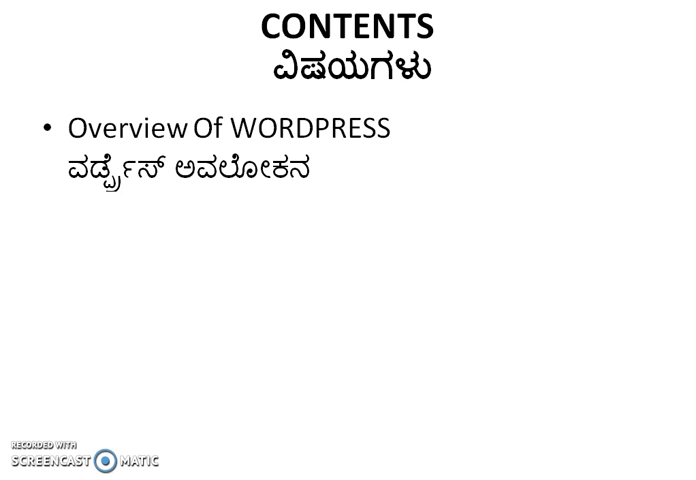 CONTENTS
ವಿಷಯಗಳು
• Overview Of WORDPRESS
ವರ್ಡ್ಪ್ರೆಸ್ ಅವಲೋಕನ
RECORDED WITH
SCREENCAST MATIC